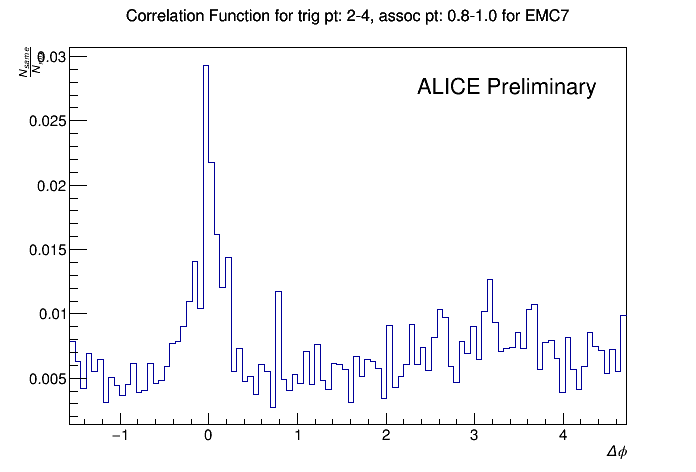 Correlation Function for trig pt: 2-4, assoc pt: 0.8-1.0 for EMC7
N_same
N
0.03
ALICE Preliminary
0.025
0.02
0.015
0.01
0.005
−1 0 1 2 3 4
Δϕ